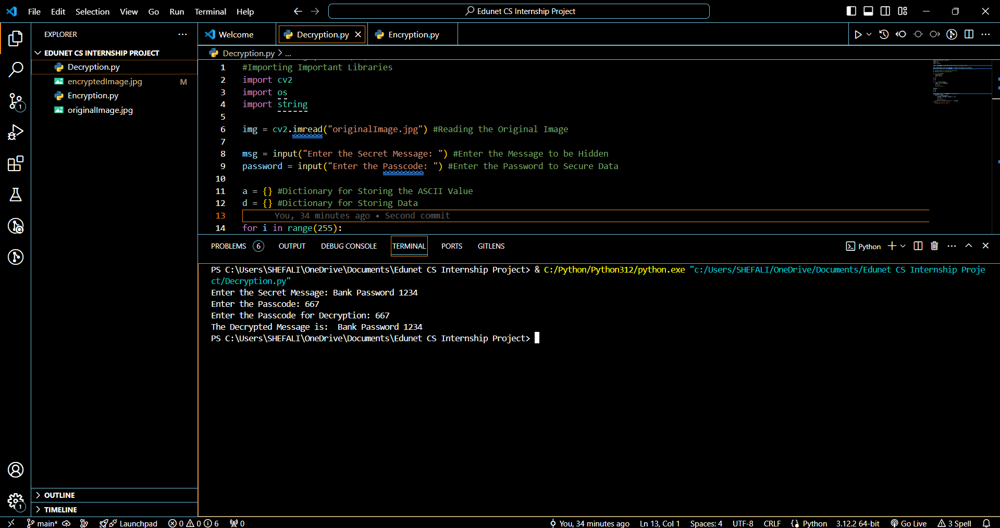 File Edit Selection View Go Run Terminal Help
Edunet CS Internship Project
EXPLORER
EDUNET CS INTERNSHIP PROJECT
Decryption.py
encryptedImage.jpg M
Encryption.py
originalImage.jpg
1
1
OUTLINE
TIMELINE
Welcome Decryption.py Encryption.py
Decryption.py > ...
1 #Importing Important Libraries
2 import cv2
3 import os
4 import string
5
6 img = cv2.imread("originalImage.jpg") #Reading the Original Image
7
8 msg = input("Enter the Secret Message: ") #Enter the Message to be Hidden
9 password = input("Enter the Passcode: ") #Enter the Password to Secure Data
10
11 a = {} #Dictionary for Storing the ASCII Value
12 d = {} #Dictionary for Storing Data
13 You, 34 minutes ago • Second commit
14 for i in range(255):
PROBLEMS 6 OUTPUT DEBUG CONSOLE TERMINAL PORTS GITLENS
Python
PS C:\Users\SHEFALI\OneDrive\Documents\Edunet CS Internship Project> & C:/Python/Python312/python.exe "c:/Users/SHEFALI/OneDrive/Documents/Edunet CS Internship Proje
ct/Decryption.py"
Enter the Secret Message: Bank Password 1234
Enter the Passcode: 667
Enter the Passcode for Decryption: 667
The Decrypted Message is:  Bank Password 1234
PS C:\Users\SHEFALI\OneDrive\Documents\Edunet CS Internship Project>
main* Launchpad 0 0 6 0 You, 34 minutes ago Ln 13, Col 1 Spaces: 4 UTF-8 CRLF {} Python 3.12.2 64-bit Go Live 3 Spell